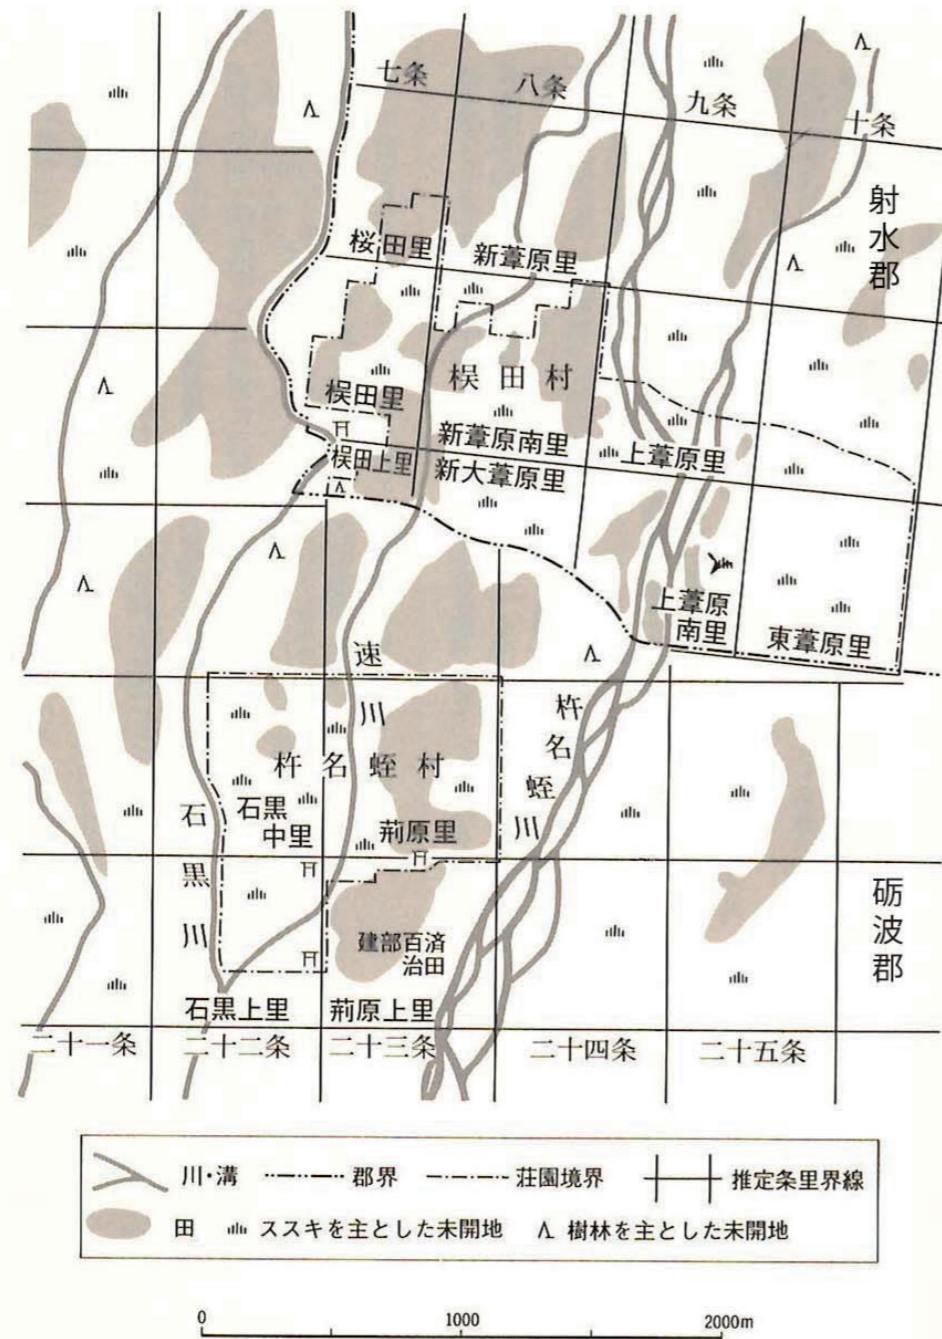 七条
八条
九条
十条
射水郡
桜田里
新葦原里
楔田村
楔田里
新葦原南里
上葦原里
楔田上里
新大葦原里
上葦原
南里
東葦原里
速川
杵名蛭村
杵名蛭川
石黒
中里
荊原里
石黒川
建部百済
治田
砺波郡
石黒上里
荊原上里
二十一条
二十二条
二十三条
二十四条
二十五条
川・溝
郡界
荘園境界
推定条里界線
田
ススキを主とした未開地
樹林を主とした未開地
0
1000
2000m